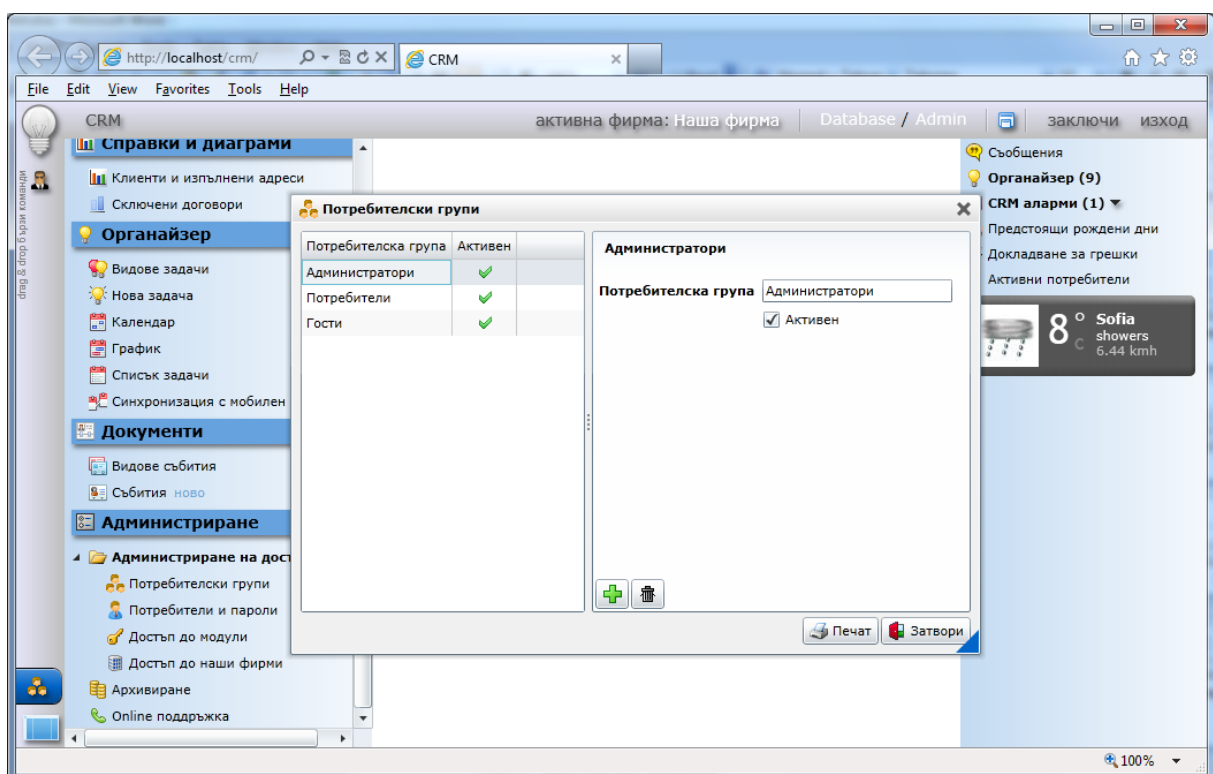 http://localhost/crm/
CRM
File Edit View Favorites Tools Help
CRM
активна фирма: Наша фирма
Database / Admin
заключи изход
drag & drop бързи команди
Справки и диаграми
Клиенти и изпълнени адреси
Сключени договори
Органайзер
Видове задачи
Нова задача
Календар
График
Списък задачи
Синхронизация с мобилен
Документи
Видове събития
Събития ново
Администриране
Администриране на дост
Потребителски групи
Потребители и пароли
Достъп до модули
Достъп до наши фирми
Архивиране
Online поддръжка
Потребителски групи
Потребителска група Активен
Администратори
Потребители
Гости
Администратори
Потребителска група Администратори
Активен
Печат Затвори
Съобщения
Органайзер (9)
CRM аларми (1)
Предстоящи рождени дни
Докладване за грешки
Активни потребители
8 ° C
Sofia
showers
6.44 kmh
100%